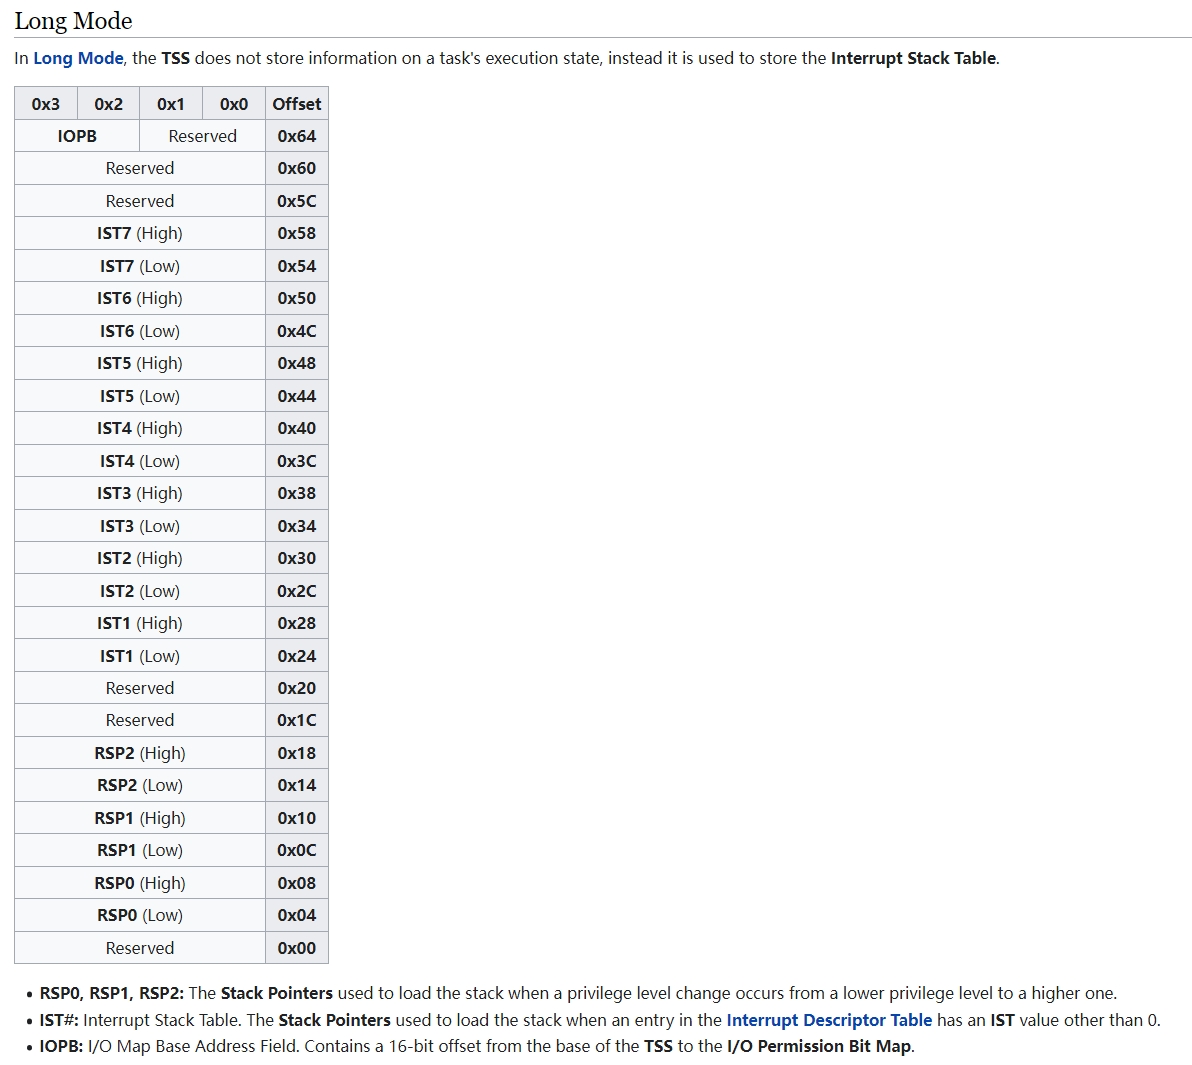 Long Mode
In Long Mode, the TSS does not store information on a task's execution state, instead it is used to store the Interrupt Stack Table.
0x3 0x2 0x1 0x0 Offset
IOPB Reserved 0x64
Reserved 0x60
Reserved 0x5C
IST7 (High) 0x58
IST7 (Low) 0x54
IST6 (High) 0x50
IST6 (Low) 0x4C
IST5 (High) 0x48
IST5 (Low) 0x44
IST4 (High) 0x40
IST4 (Low) 0x3C
IST3 (High) 0x38
IST3 (Low) 0x34
IST2 (High) 0x30
IST2 (Low) 0x2C
IST1 (High) 0x28
IST1 (Low) 0x24
Reserved 0x20
Reserved 0x1C
RSP2 (High) 0x18
RSP2 (Low) 0x14
RSP1 (High) 0x10
RSP1 (Low) 0x0C
RSP0 (High) 0x08
RSP0 (Low) 0x04
Reserved 0x00
• RSP0, RSP1, RSP2: The Stack Pointers used to load the stack when a privilege level change occurs from a lower privilege level to a higher one.
• IST#: Interrupt Stack Table. The Stack Pointers used to load the stack when an entry in the Interrupt Descriptor Table has an IST value other than 0.
• IOPB: I/O Map Base Address Field. Contains a 16-bit offset from the base of the TSS to the I/O Permission Bit Map.